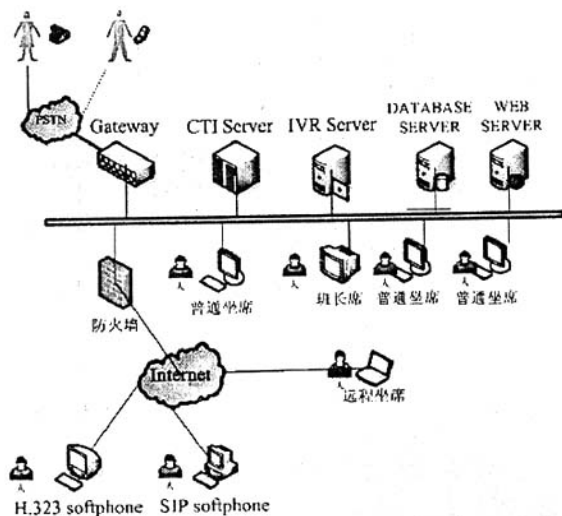 PSTN
Gateway
CTI Server
IVR Server
DATABASE
SERVER
WEB
SERVER
防火墙
普通坐席
班长席
普通坐席
普通坐席
Internet
远程坐席
H.323 softphone
SIP softphone